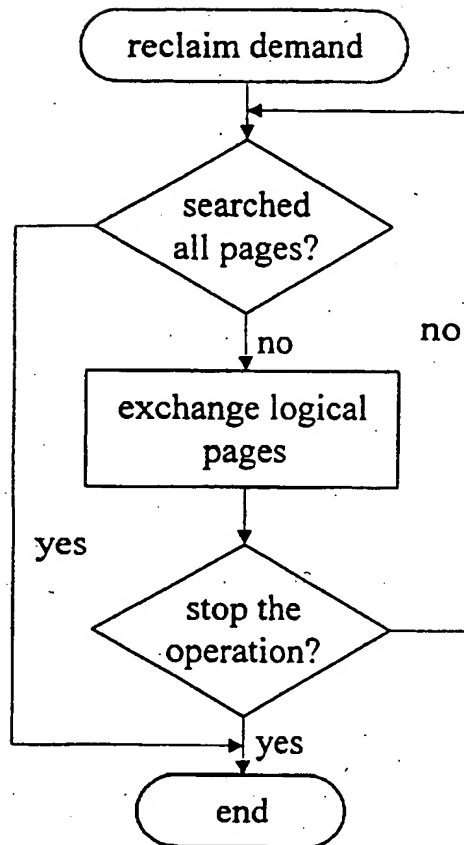 reclaim demand
searched
all pages?
no
no
exchange logical
pages
yes
stop the
operation?
yes
end